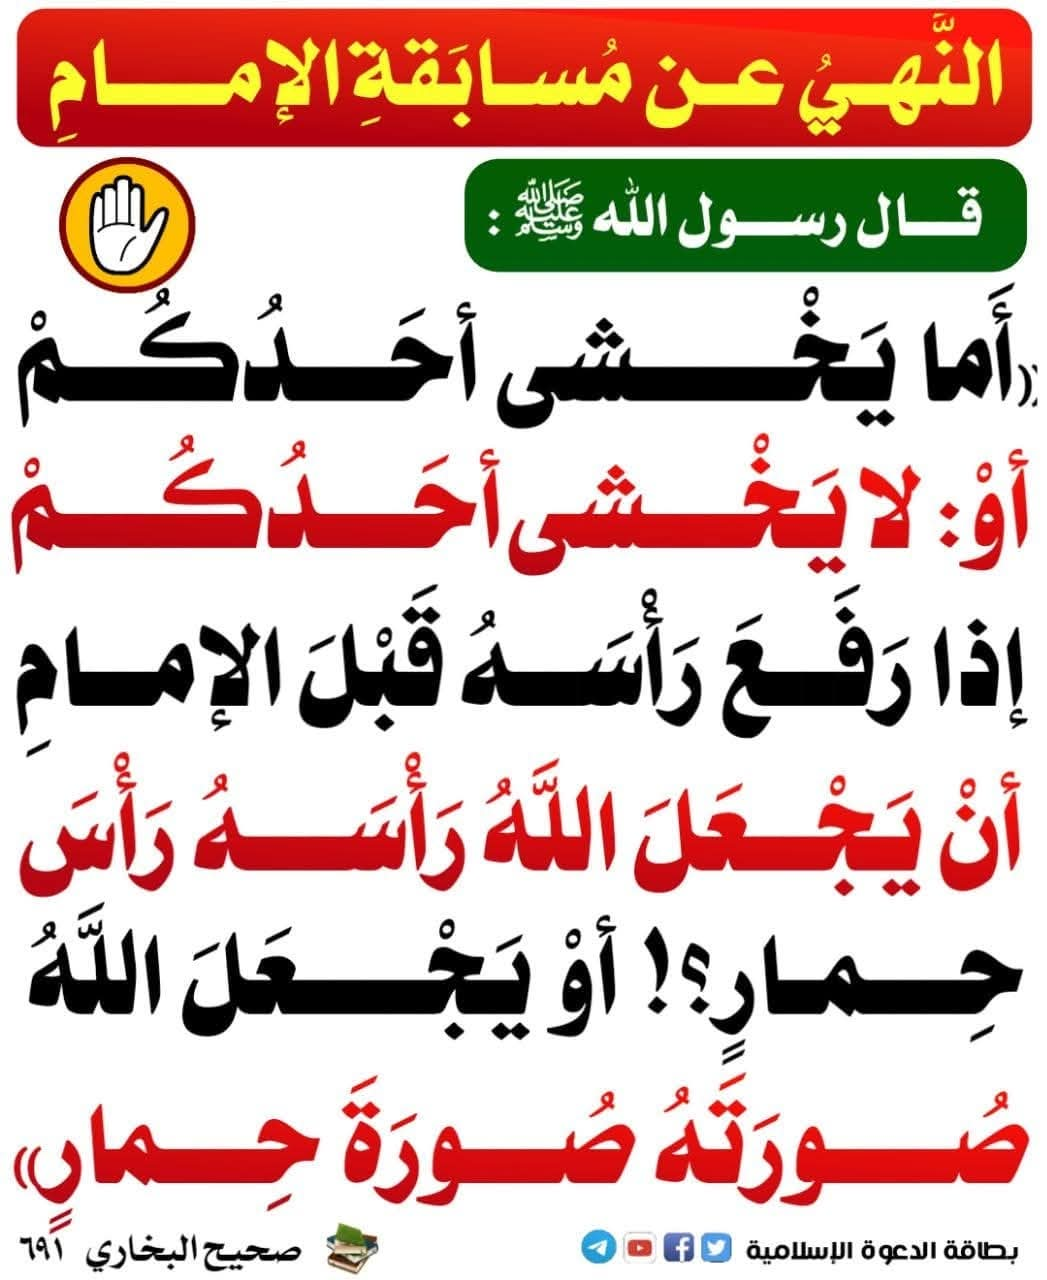 النَّهيُ عن مُسابَقةِ الإمامِ
قال رسول الله ﷺ :
«أَما يَخْشى أحَدُكُمْ
أوْ: لا يَخْشى أحَدُكُمْ
إذا رَفَعَ رَأْسَهُ قَبْلَ الإمامِ
أنْ يَجْعَلَ اللَّهُ رَأْسَهُ رَأْسَ
حِمارٍ؟! أوْ يَجْعَلَ اللَّهُ
صُورَتَهُ صُورَةَ حِمارٍ»
بطاقة الدعوة الإسلامية
صحيح البخاري ٦٩١